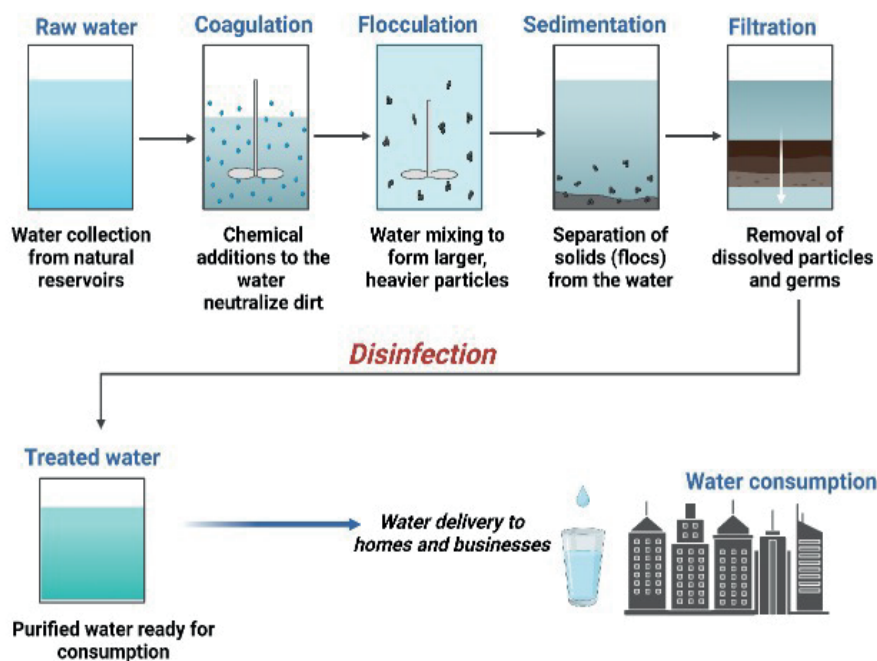 Raw water
Coagulation
Flocculation
Sedimentation
Filtration
Water collection
from natural
reservoirs
Chemical
additions to the
water
neutralize dirt
Water mixing to
form larger,
heavier particles
Separation of
solids (flocs)
from the water
Removal of
dissolved particles
and germs
Disinfection
Treated water
Purified water ready for
consumption
Water delivery to
homes and businesses
Water consumption